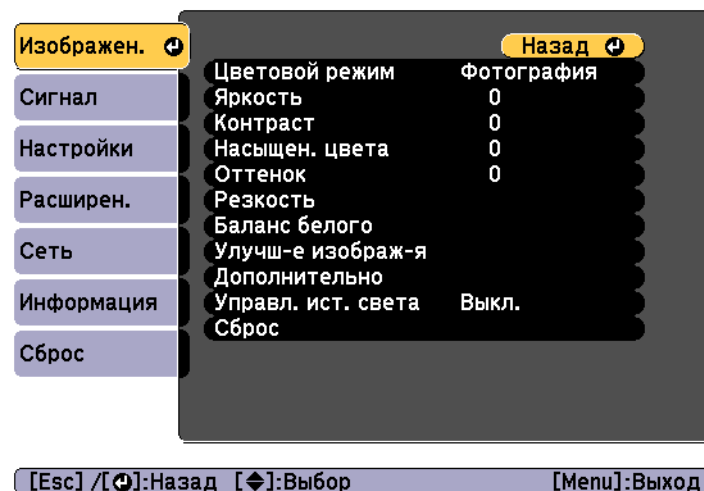 Изображен.
Назад
Цветовой режим Фотография
Сигнал
Яркость 0
Контраст 0
Настройки
Насыщен. цвета 0
Оттенок 0
Расширен.
Резкость
Баланс белого
Сеть
Улучш-е изображ-я
Дополнительно
Информация
Управл. ист. света Выкл.
Сброс
Сброс
[Esc] /[]:Назад []:Выбор [Menu]:Выход